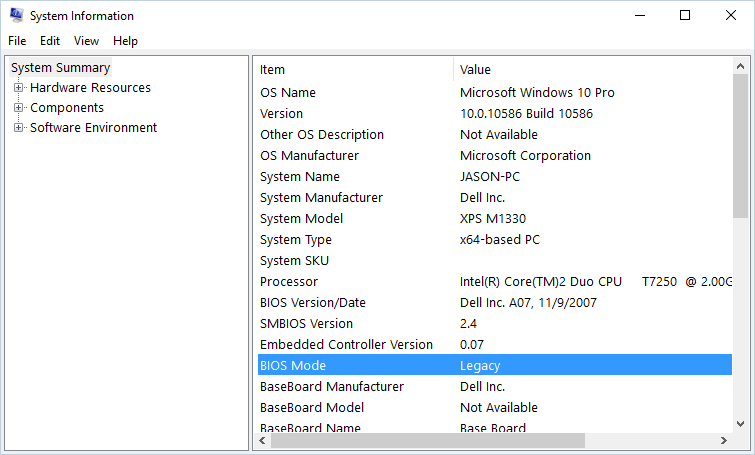 System Information
File Edit View Help
System Summary
Hardware Resources
Components
Software Environment
Item Value
OS Name Microsoft Windows 10 Pro
Version 10.0.10586 Build 10586
Other OS Description Not Available
OS Manufacturer Microsoft Corporation
System Name JASON-PC
System Manufacturer Dell Inc.
System Model XPS M1330
System Type x64-based PC
System SKU
Processor Intel(R) Core(TM)2 Duo CPU T7250 @ 2.00G
BIOS Version/Date Dell Inc. A07, 11/9/2007
SMBIOS Version 2.4
Embedded Controller Version 0.07
BIOS Mode Legacy
BaseBoard Manufacturer Dell Inc.
BaseBoard Model Not Available
BaseBoard Name Base Board